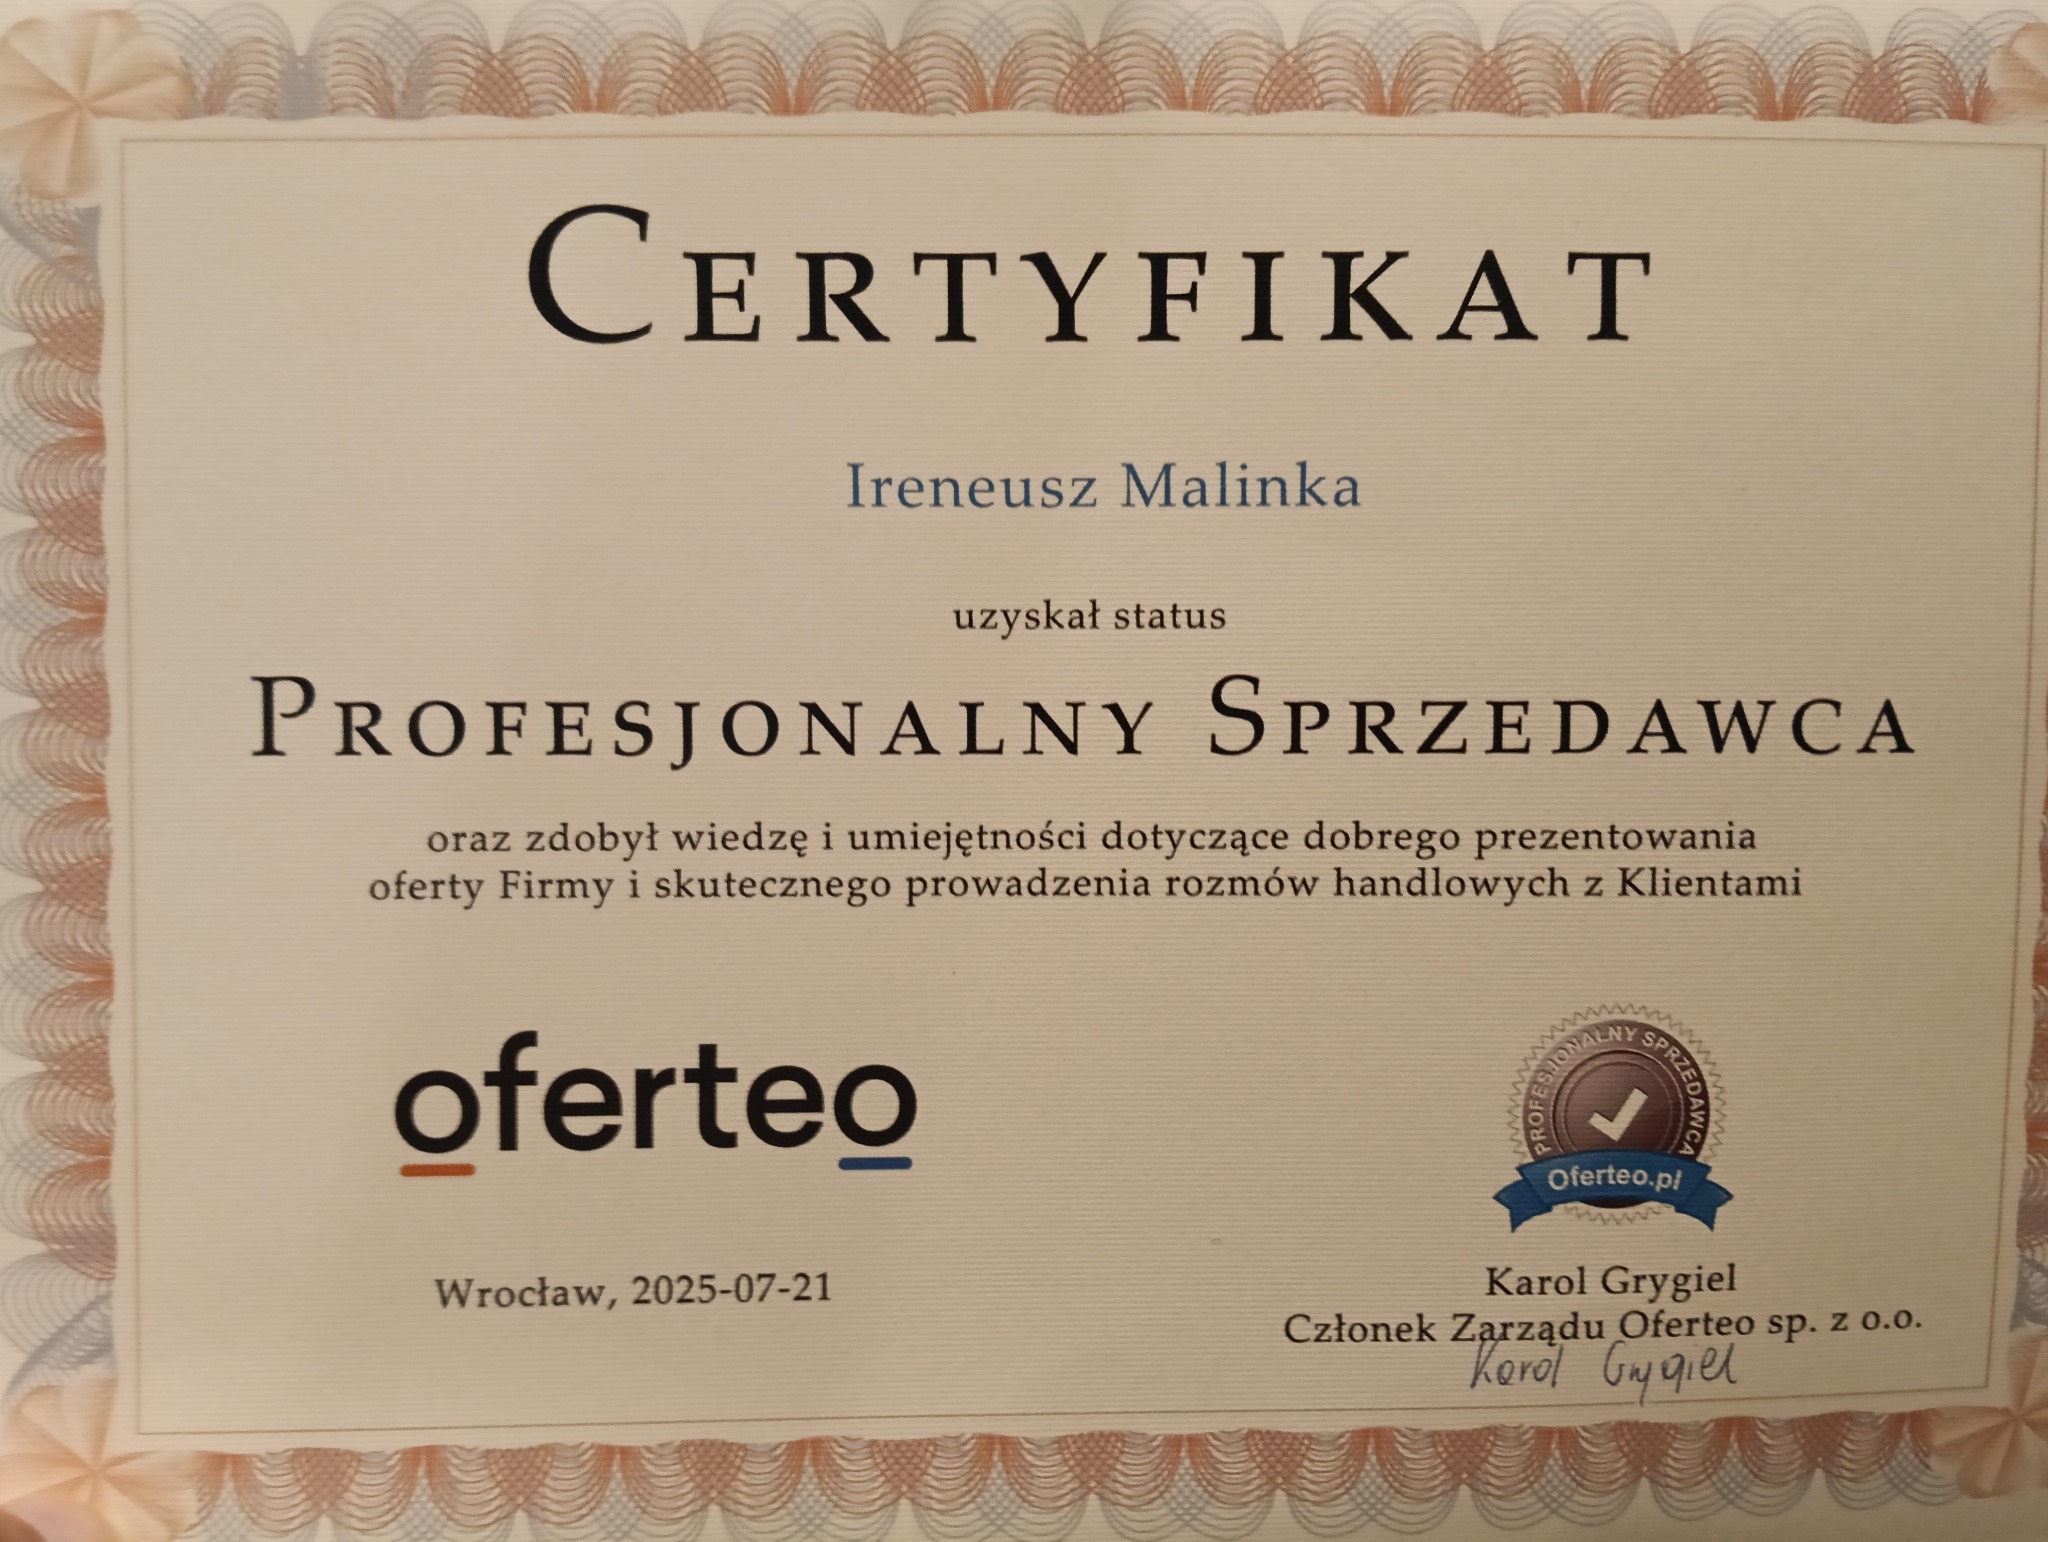 CERTYFIKAT
Ireneusz Malinka
uzyskał status
PROFESJONALNY SPRZEDAWCA
oraz zdobył wiedzę i umiejętności dotyczące dobrego prezentowania
oferty Firmy i skutecznego prowadzenia rozmów handlowych z Klientami
oferteo
PROFESJONALNY SPRZEDAWCA
Oferteo.pl
Wrocław, 2025-07-21
Karol Grygiel
Członek Zarządu Oferteo sp. z o.o.
Karol Grygiel